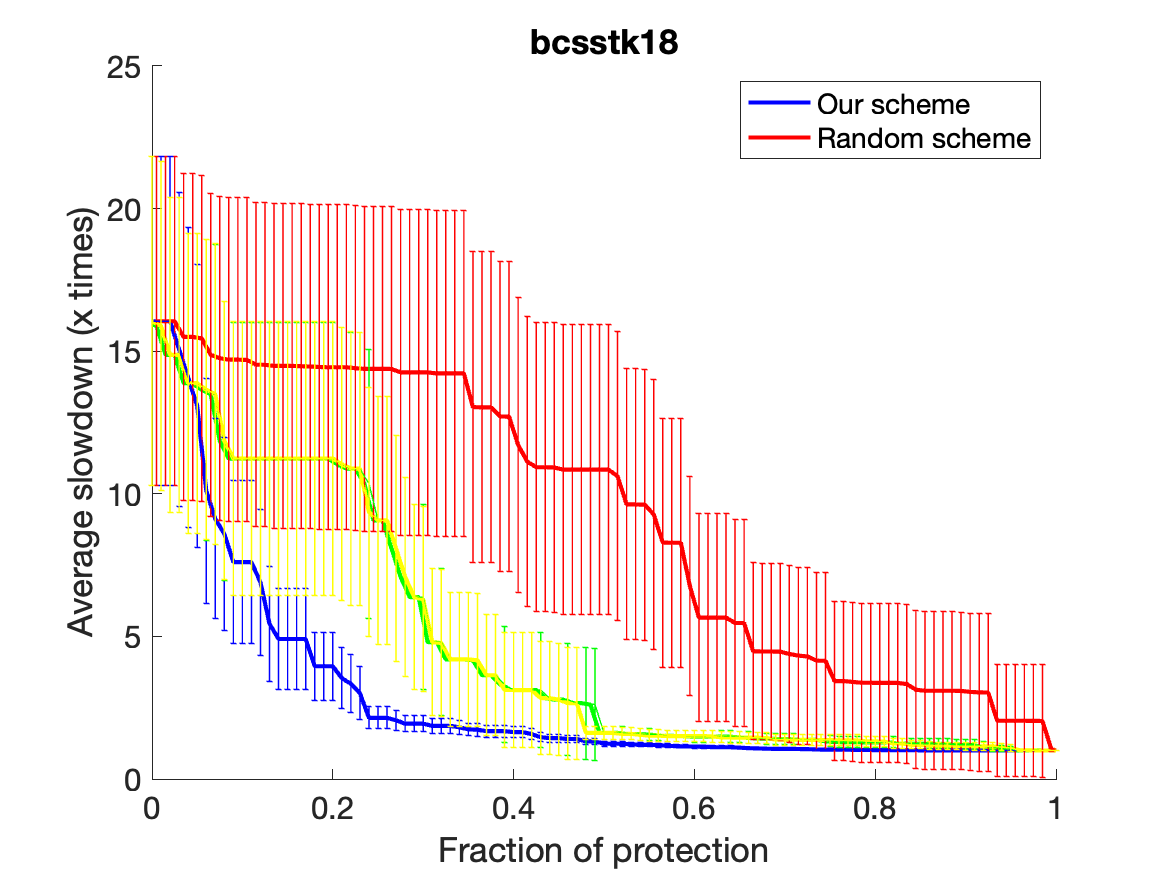 bcsstk18
25
20
15
10
5
0
Average slowdown (x times)
Our scheme
Random scheme
0 0.2 0.4 0.6 0.8 1
Fraction of protection